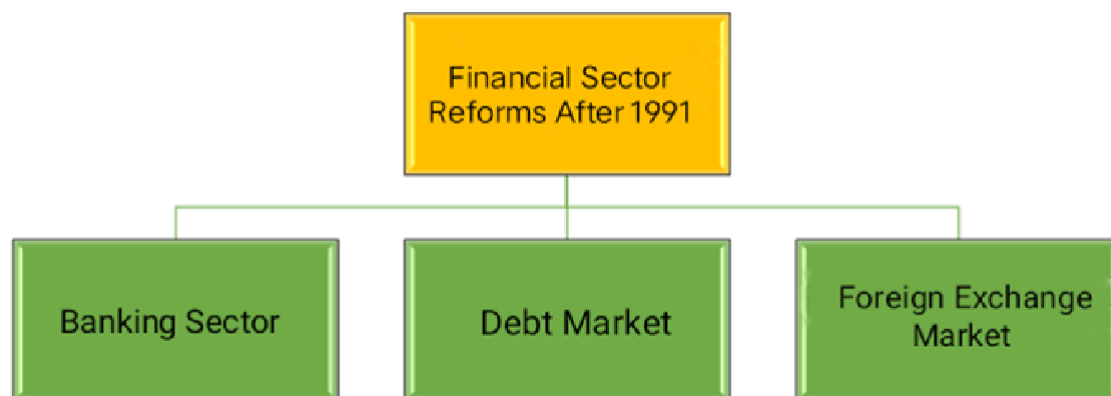 Financial Sector
Reforms After 1991
Banking Sector
Debt Market
Foreign Exchange
Market